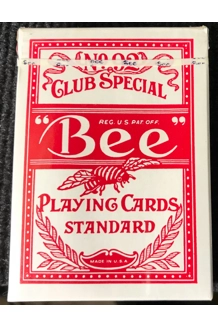 No. 92
CLUB SPECIAL
REG. U.S. PAT OFF.
"Bee"
PLAYING CARDS
STANDARD
MADE IN U.S.A.